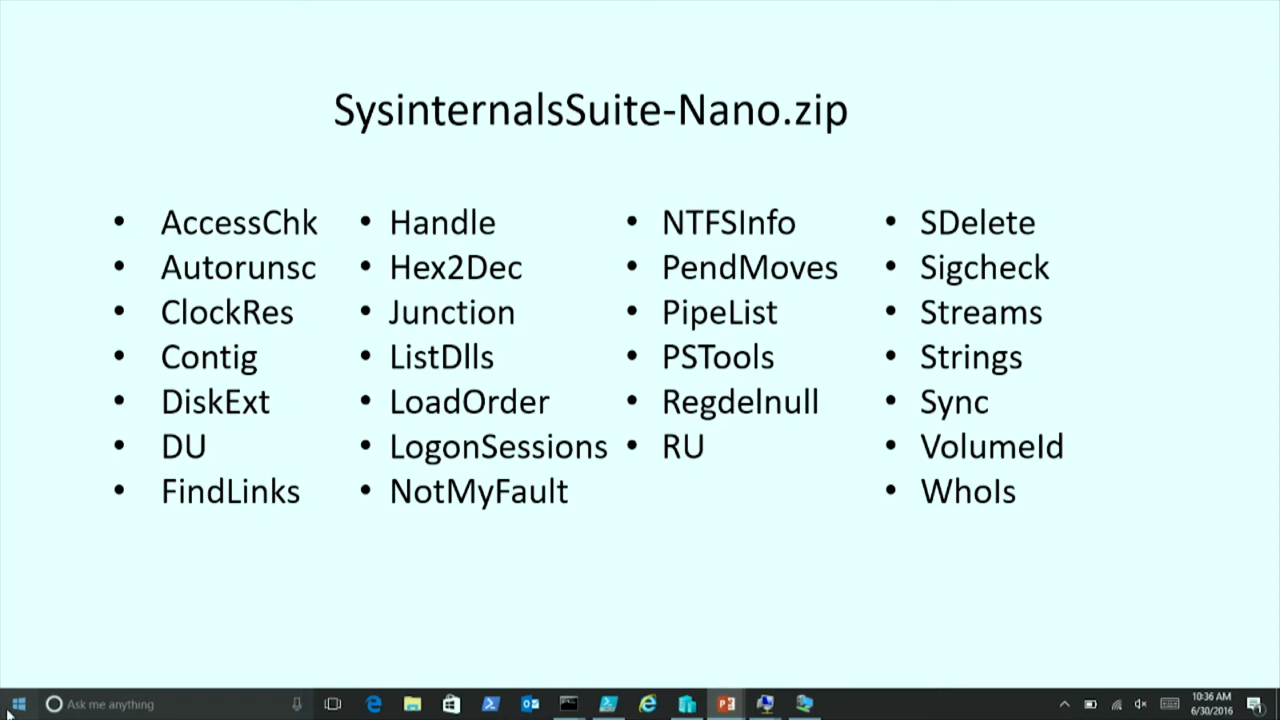 SysinternalsSuite-Nano.zip
• AccessChk
• Autorunsc
• ClockRes
• Contig
• DiskExt
• DU
• FindLinks
• Handle
• Hex2Dec
• Junction
• ListDlls
• LoadOrder
• LogonSessions
• NotMyFault
• NTFSInfo
• PendMoves
• PipeList
• PSTools
• Regdelnull
• RU
• SDelete
• Sigcheck
• Streams
• Strings
• Sync
• VolumeId
• WhoIs
Ask me anything
10:36 AM
6/30/2016